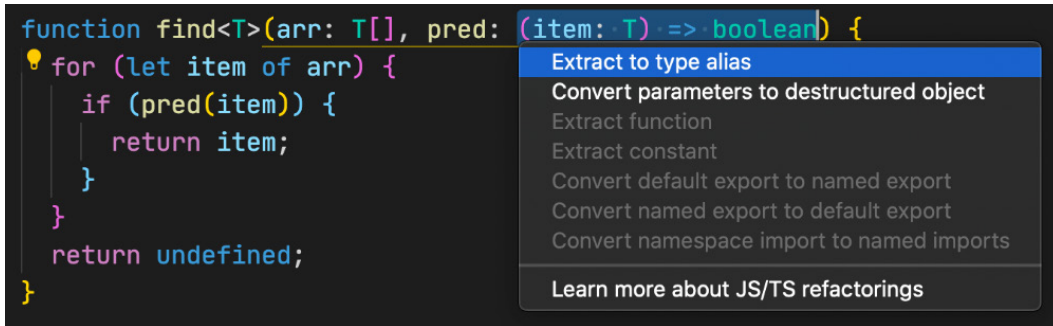 function find<T>(arr: T[], pred: (item: T) => boolean) {
for (let item of arr) {
if (pred(item)) {
return item;
}
}
return undefined;
}
Extract to type alias
Convert parameters to destructured object
Extract function
Extract constant
Convert default export to named export
Convert named export to default export
Convert namespace import to named imports
Learn more about JS/TS refactorings